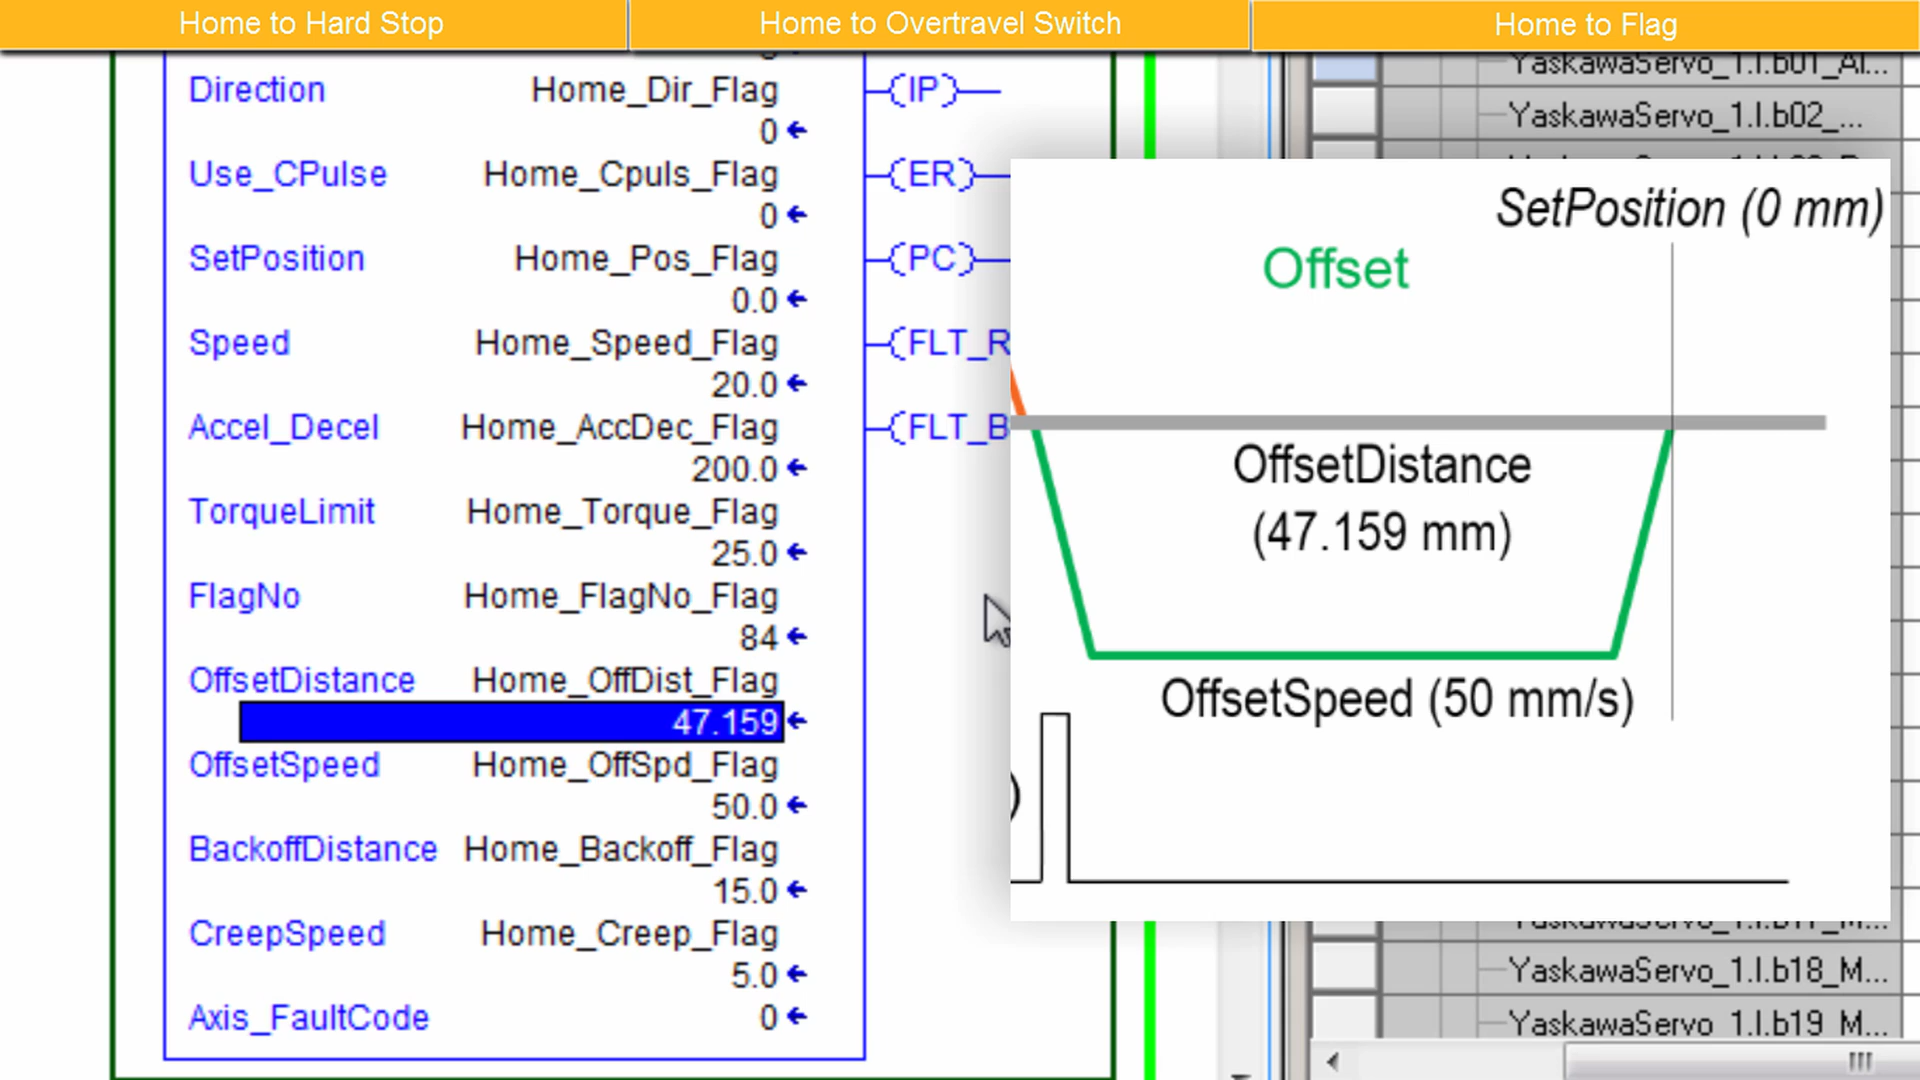 Home to Hard Stop
Home to Overtravel Switch
Home to Flag
Direction Home_Dir_Flag
0
Use_CPulse Home_Cpuls_Flag
0
SetPosition Home_Pos_Flag
0.0
Speed Home_Speed_Flag
20.0
Accel_Decel Home_AccDec_Flag
200.0
TorqueLimit Home_Torque_Flag
25.0
FlagNo Home_FlagNo_Flag
84
OffsetDistance Home_OffDist_Flag
47.159
OffsetSpeed Home_OffSpd_Flag
50.0
BackoffDistance Home_Backoff_Flag
15.0
CreepSpeed Home_Creep_Flag
5.0
Axis_FaultCode 0
(IP)
(ER)
(PC)
(FLT_R
(FLT_B
SetPosition (0 mm)
Offset
OffsetDistance
(47.159 mm)
OffsetSpeed (50 mm/s)
)
YaskawaServo_1.I.b01_Al...
YaskawaServo_1.I.b02_...
YaskawaServo_1.I.b18_M...
YaskawaServo_1.I.b19_M...